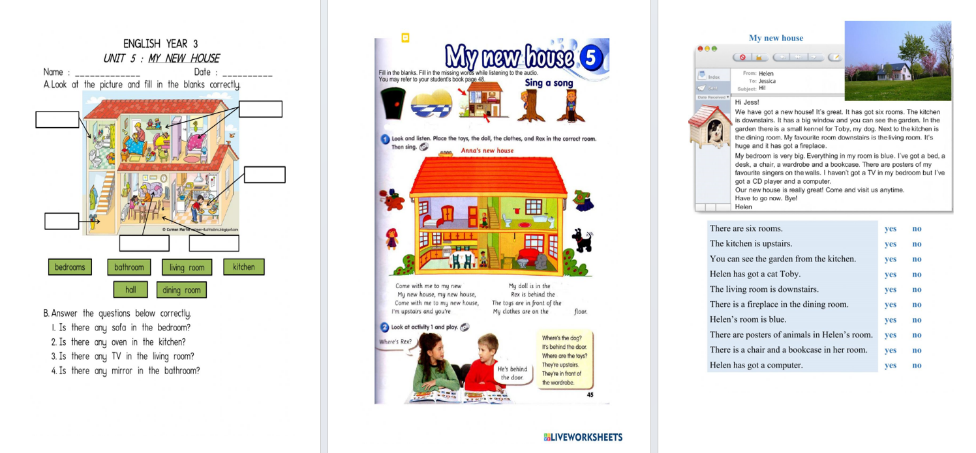 ENGLISH YEAR 3
UNIT 5 : MY NEW HOUSE
Name : _____________ Date : __________
A.Look at the picture and fill in the blanks correctly.
bedrooms bathroom living room kitchen
hall dining room
B. Answer the questions below correctly.
1. Is there any sofa in the bedroom?
2. Is there any oven in the kitchen?
3. Is there any TV in the living room?
4. Is there any mirror in the bathroom?
My new house 5
Fill in the blanks. Fill in the missing words while listening to the audio.
You may refer to your student's book page 45.
Sing a song
1 Look and listen. Place the toys, the doll, the clothes, and Rex in the correct room.
Then sing.
Anna's new house
Come with me to my new
My new house, my new house,
Come with me to my new house,
I'm upstairs and you're
My doll is in the
Rex is behind the
The toys are in front of the
My clothes are on the floor.
2 Look at activity 1 and play.
Where's Rex?
He's behind
the door
Where's the dog?
It's behind the door.
Where are the toys?
They're upstairs.
They're in front of
the wardrobe.
45
LIVEWORKSHEETS
My new house
From: Helen
To: Jessica
Subject: Hi!
Hi Jess!
We have got a new house! It's great. It has got six rooms. The kitchen
is downstairs. It has a big window and you can see the garden. In the
garden there is a small kennel for Toby, my dog. Next to the kitchen is
the dining room. My favourite room downstairs is the living room. It's
huge and it has got a fireplace.
My bedroom is very big. Everything in my room is blue. I've got a bed, a
desk, a chair, a wardrobe and a bookcase. There are posters of my
favourite singers on the walls. I haven't got a TV in my bedroom but I've
got a CD player and a computer.
Our new house is really great! Come and visit us anytime.
Have to go now. Bye!
Helen
There are six rooms. yes no
The kitchen is upstairs. yes no
You can see the garden from the kitchen. yes no
Helen has got a cat Toby. yes no
The living room is downstairs. yes no
There is a fireplace in the dining room. yes no
Helen's room is blue. yes no
There are posters of animals in Helen's room. yes no
There is a chair and a bookcase in her room. yes no
Helen has got a computer. yes no